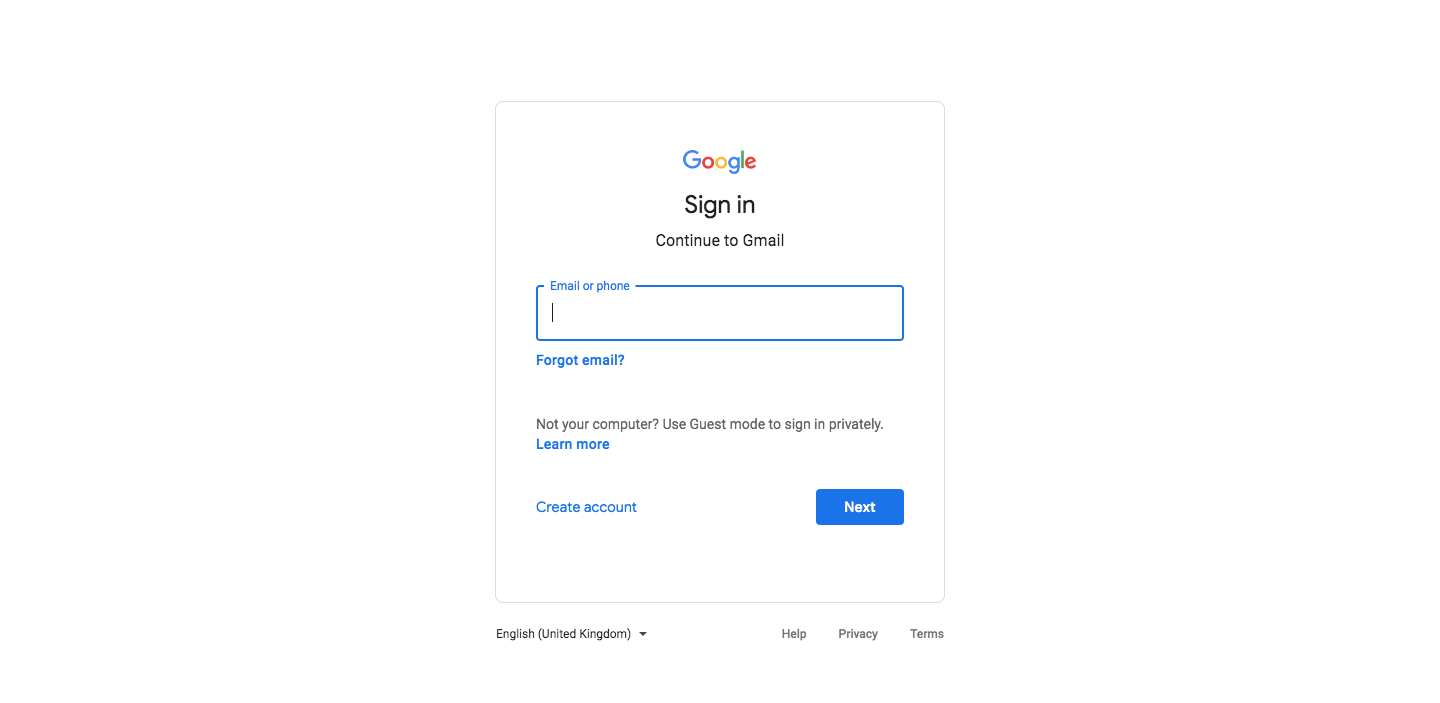 Google
Sign in
Continue to Gmail
Email or phone
Forgot email?
Not your computer? Use Guest mode to sign in privately.
Learn more
Create account
Next
English (United Kingdom)
Help
Privacy
Terms